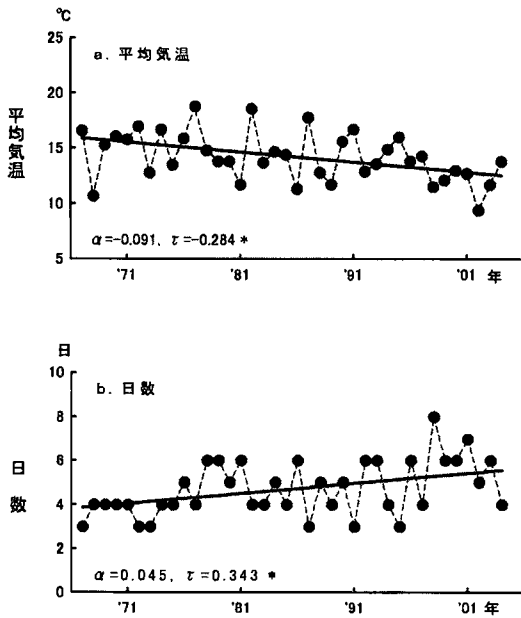 ℃
25
a. 平均気温
20
平均気温
15
10
α=-0.091, τ=-0.284 *
5
'71 '81 '91 '01 年
日
10
b. 日数
8
6
日数
4
2
α=0.045, τ=0.343 *
0
'71 '81 '91 '01 年